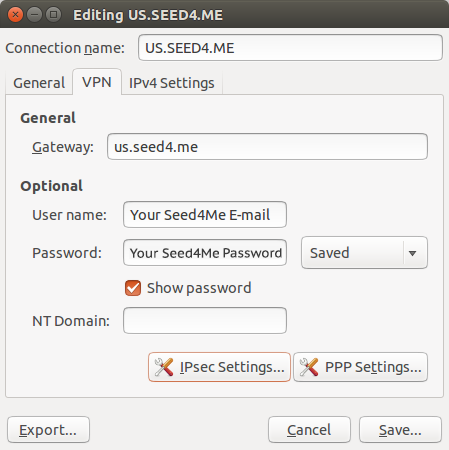 Editing US.SEED4.ME
Connection name: US.SEED4.ME
General VPN IPv4 Settings
General
Gateway: us.seed4.me
Optional
User name: Your Seed4Me E-mail
Password: Your Seed4Me Password Saved
Show password
NT Domain:
IPsec Settings... PPP Settings...
Export... Cancel Save...